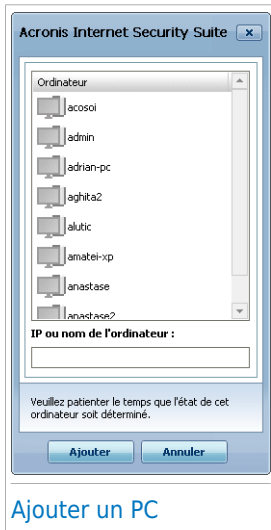 Acronis Internet Security Suite
Ordinateur
acosoi
admin
adrian-pc
aghita2
alutic
amatei-xp
anastase
anastase2
IP ou nom de l'ordinateur :
Veuillez patienter le temps que l'état de cet
ordinateur soit déterminé.
Ajouter Annuler
Ajouter un PC